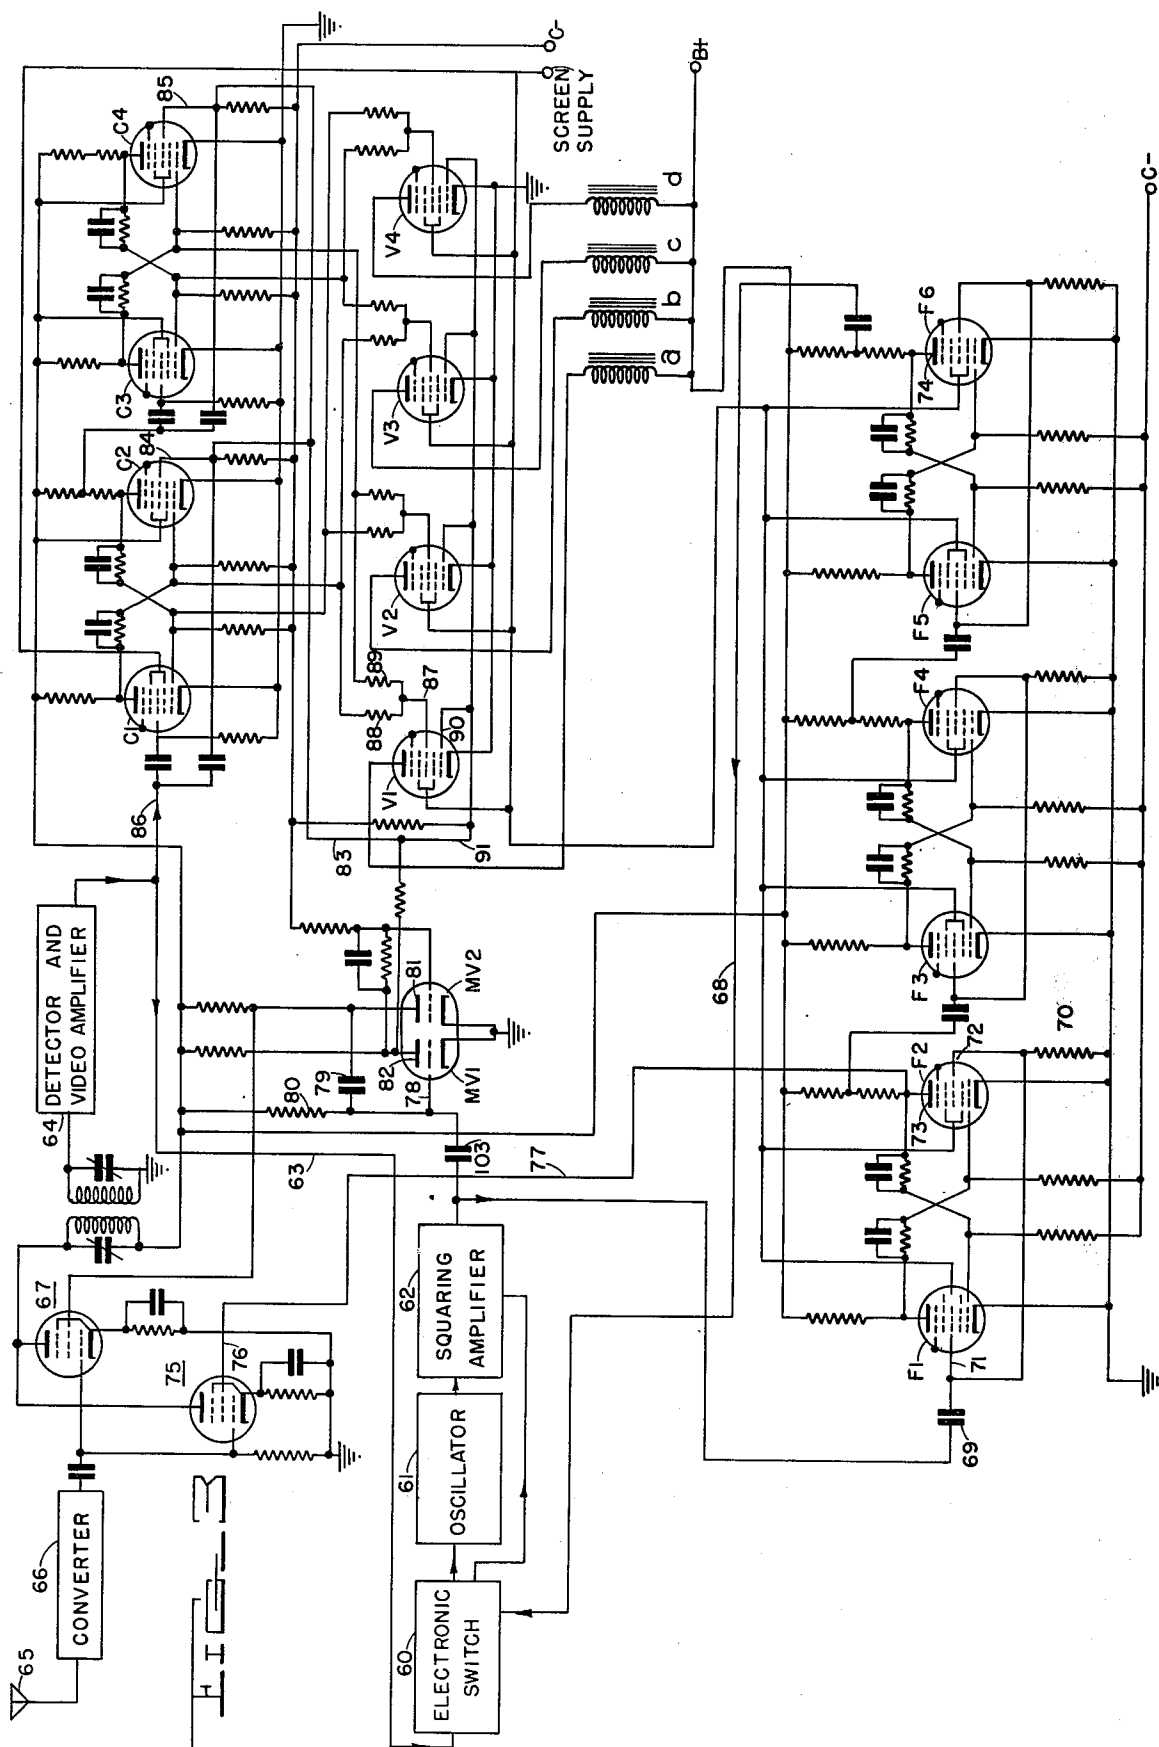 65
66
CONVERTER
67
75
76
64
DETECTOR AND
VIDEO AMPLIFIER
86
C1
C2
C3
C4
84
85
C-
SCREEN
SUPPLY
B+
V1
V2
V3
V4
87
88
89
90
91
83
a
b
c
d
63
77
80
79
78
82
81
MV1
MV2
103
60
ELECTRONIC
SWITCH
61
OSCILLATOR
62
SQUARING
AMPLIFIER
68
69
F1
71
F2
73
72
70
F3
F4
F5
F6
74
C-